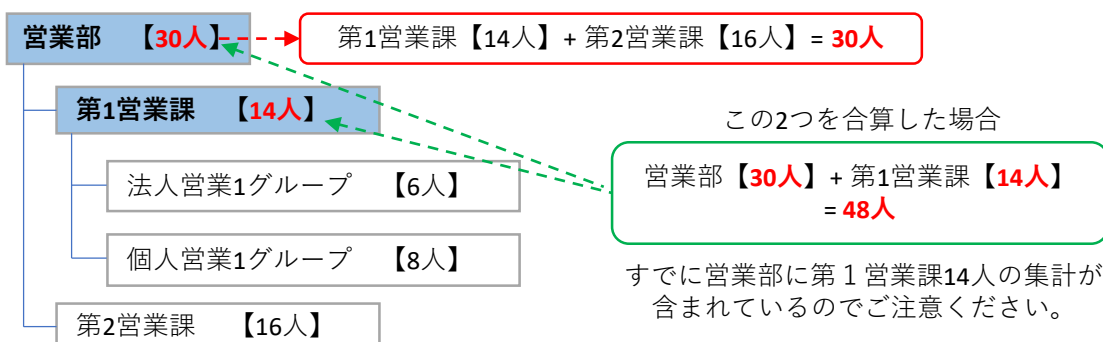 営業部　【30人】
第1営業課【14人】+ 第2営業課【16人】= 30人
第1営業課　【14人】
この2つを合算した場合
法人営業1グループ　【6人】
営業部【30人】+ 第1営業課【14人】
= 48人
個人営業1グループ　【8人】
すでに営業部に第１営業課14人の集計が
含まれているのでご注意ください。
第2営業課　【16人】